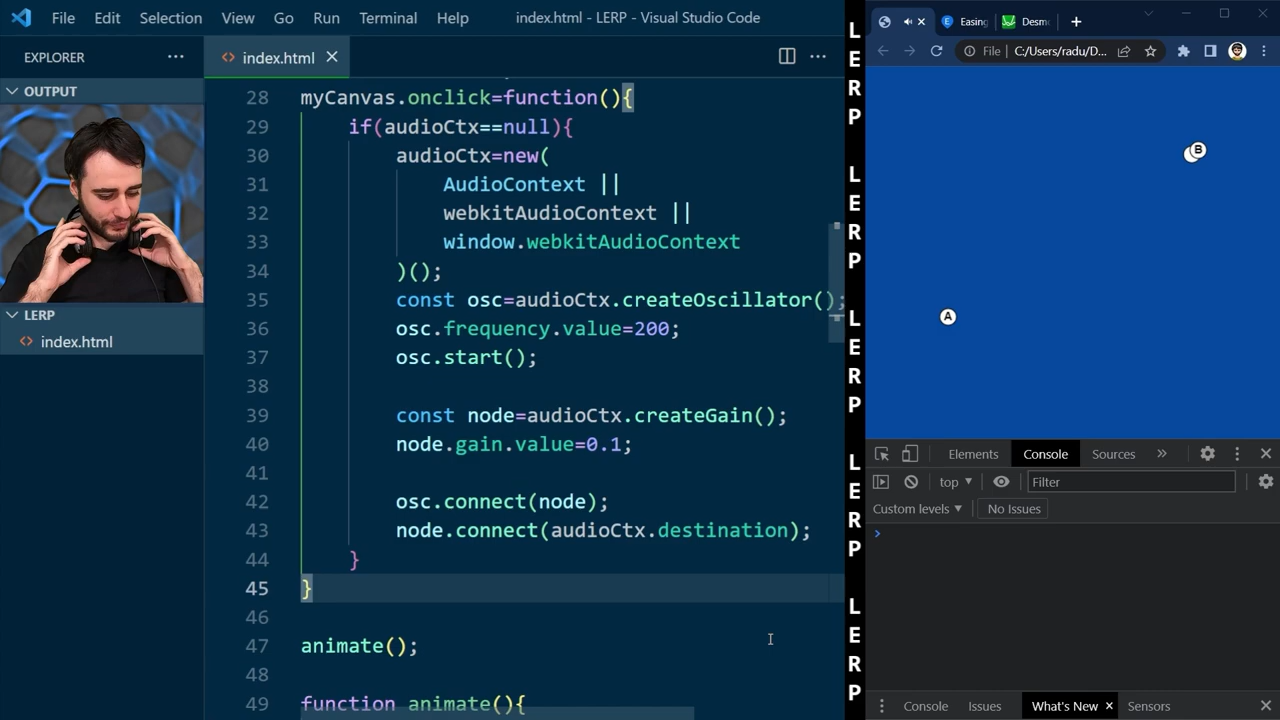 File Edit Selection View Go Run Terminal Help index.html - LERP - Visual Studio Code
EXPLORER
OUTPUT
LERP
index.html
index.html
28 myCanvas.onclick=function(){
29 if(audioCtx==null){
30 audioCtx=new(
31 AudioContext ||
32 webkitAudioContext ||
33 window.webkitAudioContext
34 )();
35 const osc=audioCtx.createOscillator();
36 osc.frequency.value=200;
37 osc.start();
38
39 const node=audioCtx.createGain();
40 node.gain.value=0.1;
41
42 osc.connect(node);
43 node.connect(audioCtx.destination);
44 }
45 }
46
47 animate();
48
49 function animate(){
L
E
R
P
L
E
R
P
L
E
R
P
L
E
R
P
L
E
R
P
Easing
Desm
File C:/Users/radu/D...
B
A
Elements Console Sources
top Filter
Custom levels No Issues
Console Issues What's New Sensors